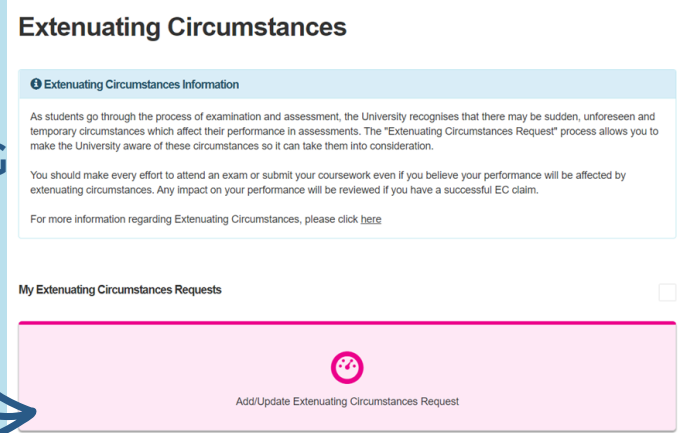 Extenuating Circumstances
Extenuating Circumstances Information
As students go through the process of examination and assessment, the University recognises that there may be sudden, unforeseen and
temporary circumstances which affect their performance in assessments. The "Extenuating Circumstances Request" process allows you to
make the University aware of these circumstances so it can take them into consideration.
You should make every effort to attend an exam or submit your coursework even if you believe your performance will be affected by
extenuating circumstances. Any impact on your performance will be reviewed if you have a successful EC claim.
For more information regarding Extenuating Circumstances, please click here
My Extenuating Circumstances Requests
Add/Update Extenuating Circumstances Request